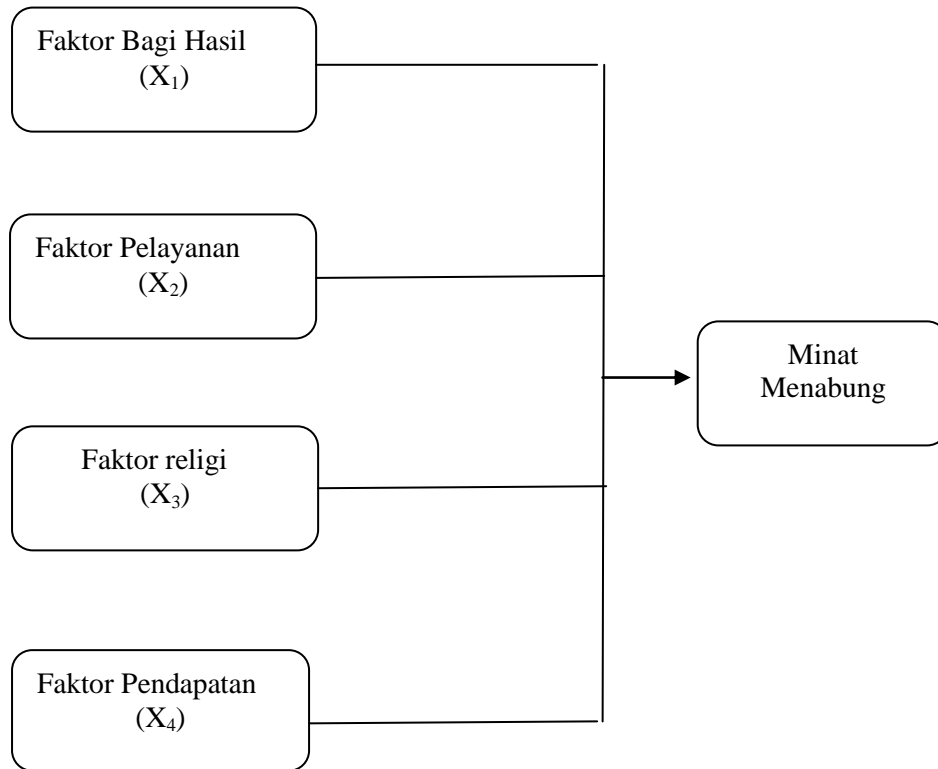 Faktor Bagi Hasil
(X₁)
Faktor Pelayanan
(X₂)
Minat
Menabung
Faktor religi
(X₃)
Faktor Pendapatan
(X₄)